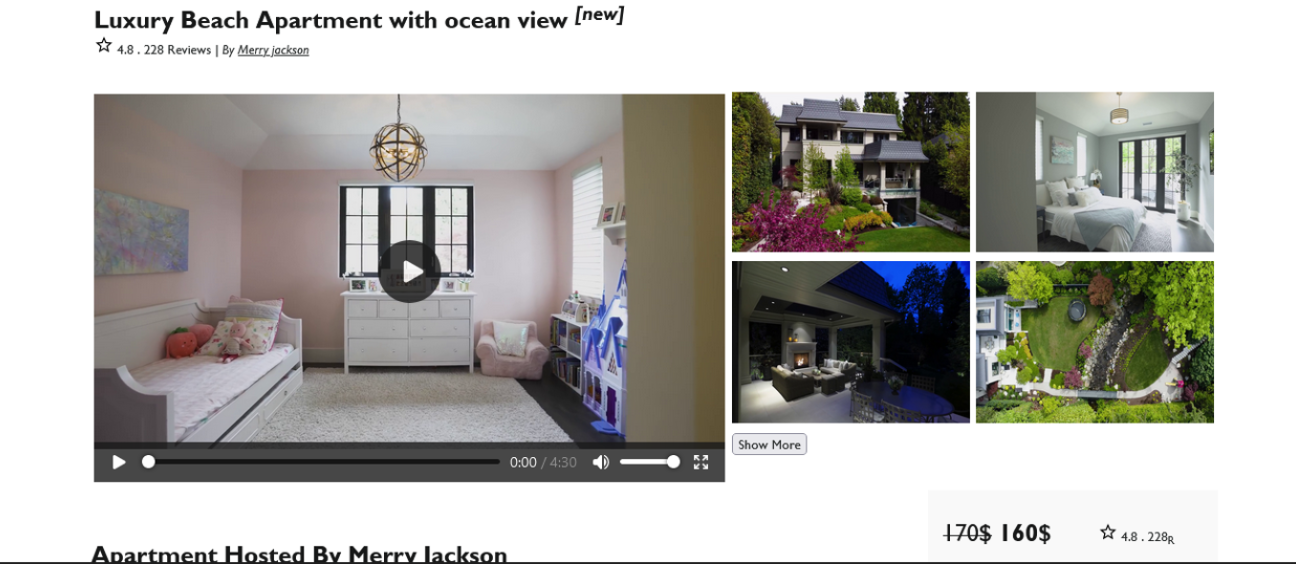 Luxury Beach Apartment with ocean view [new]
4.8 . 228 Reviews | By Merry jackson
0:00 / 4:30
Show More
170$ 160$
4.8 . 228R
Apartment Hosted By Merry Jackson